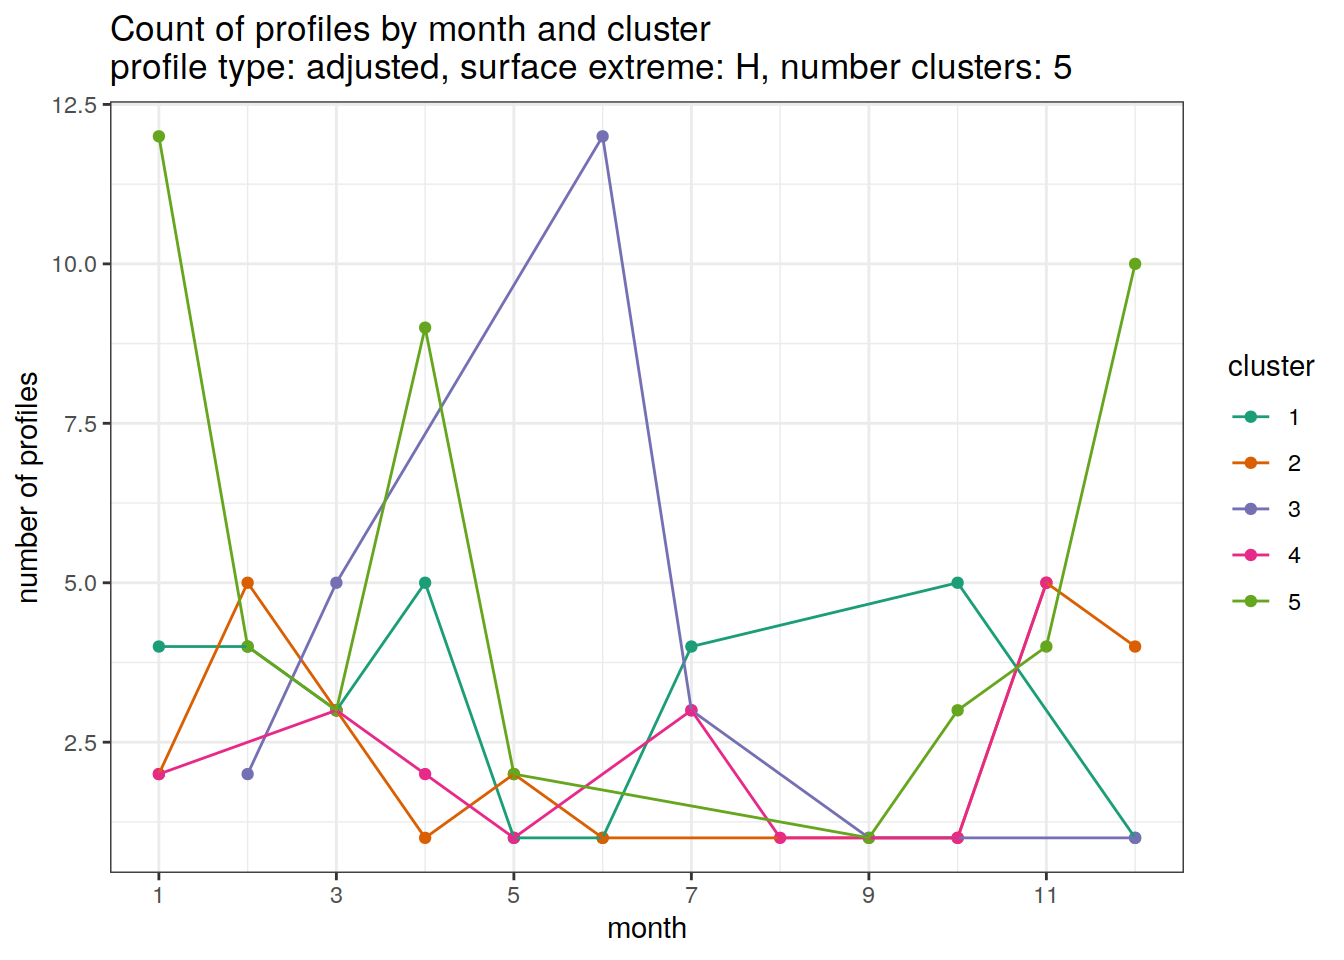 Count of profiles by month and cluster
profile type: adjusted, surface extreme: H, number clusters: 5
12.5
10.0
7.5
5.0
2.5
number of profiles
1 3 5 7 9 11
month
cluster
1
2
3
4
5